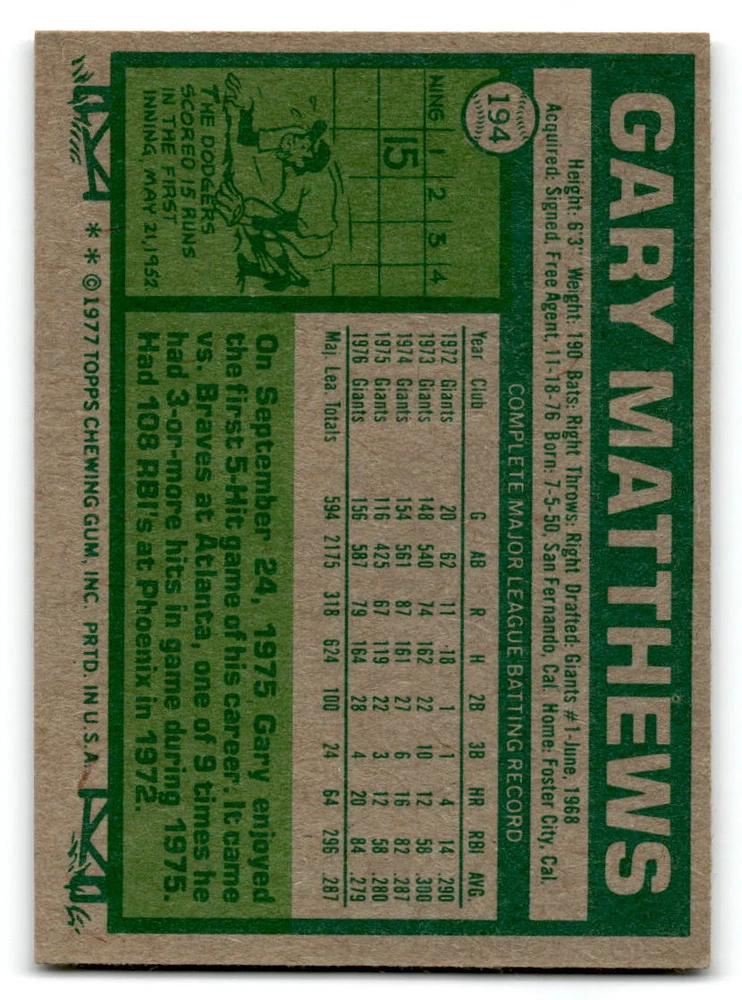 194
GARY MATTHEWS
Height: 6'3" Weight: 190 Bats: Right Throws: Right Drafted: Giants #1-June, 1968
Acquired: Signed, Free Agent, 11-18-76 Born: 7-5-50, San Fernando, Cal. Home: Foster City, Cal.
COMPLETE MAJOR LEAGUE BATTING RECORD
Year Club G AB R H 2B 3B HR RBI AVG.
1972 Giants 20 62 11 18 1 1 4 14 .290
1973 Giants 148 540 74 162 22 10 12 58 .300
1974 Giants 154 561 87 161 27 6 16 82 .287
1975 Giants 116 425 67 119 22 3 12 58 .280
1976 Giants 156 587 79 164 28 4 20 84 .279
Maj. Lea. Totals 594 2175 318 624 100 24 64 296 .287
NING 1 2 3 4
15
THE DODGERS
SCORED 15 RUNS
IN THE FIRST
INNING, MAY 21, 1952
On September 24, 1975 Gary enjoyed
the first 5-Hit game of his career. It came
vs. Braves at Atlanta, one of 9 times he
had 3-or-more hits in game during 1975.
Had 108 RBI's at Phoenix in 1972.
* * ©1977 TOPPS CHEWING GUM, INC. PRTD. IN U.S.A.